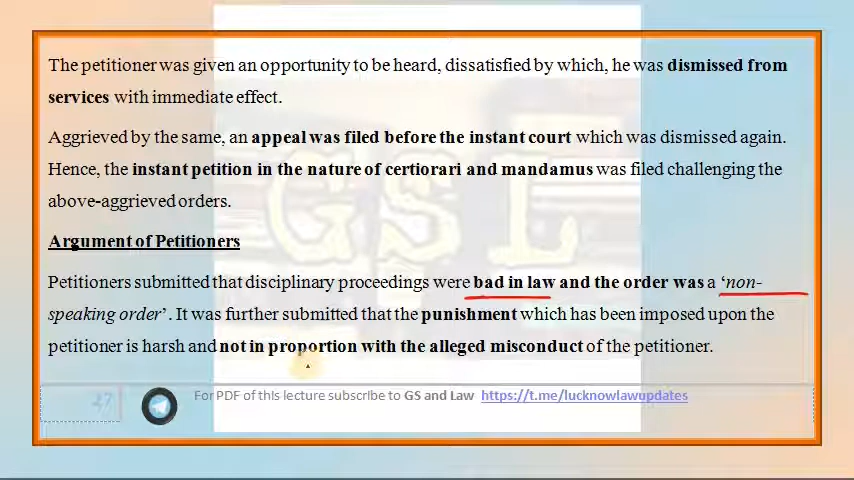 The petitioner was given an opportunity to be heard, dissatisfied by which, he was dismissed from
services with immediate effect.
Aggrieved by the same, an appeal was filed before the instant court which was dismissed again.
Hence, the instant petition in the nature of certiorari and mandamus was filed challenging the
above-aggrieved orders.
Argument of Petitioners
Petitioners submitted that disciplinary proceedings were bad in law and the order was a ‘non-
speaking order’. It was further submitted that the punishment which has been imposed upon the
petitioner is harsh and not in proportion with the alleged misconduct of the petitioner.
For PDF of this lecture subscribe to GS and Law https://t.me/lucknowlawupdates
GSL